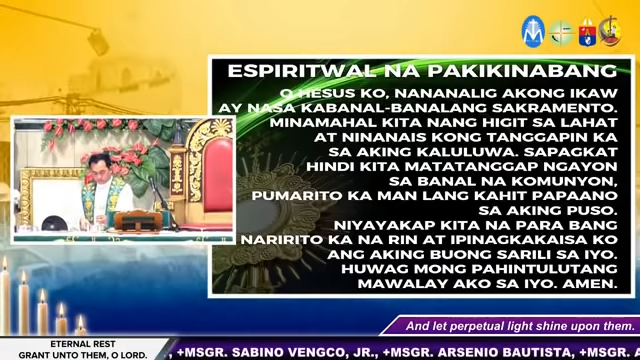 ESPIRITWAL NA PAKIKINABANG
O HESUS KO, NANANALIG AKONG IKAW
AY NASA KABANAL-BANALANG SAKRAMENTO.
MINAMAHAL KITA NANG HIGIT SA LAHAT
AT NINANAIS KONG TANGGAPIN KA
SA AKING KALULUWA. SAPAGKAT
HINDI KITA MATATANGGAP NGAYON
SA BANAL NA KOMUNYON,
PUMARITO KA MAN LANG KAHIT PAPAANO
SA AKING PUSO.
NIYAYAKAP KITA NA PARA BANG
NARIRITO KA NA RIN AT IPINAGKAKAISA KO
ANG AKING BUONG SARILI SA IYO.
HUWAG MONG PAHINTULUTANG
MAWALAY AKO SA IYO. AMEN.
And let perpetual light shine upon them.
ETERNAL REST
GRANT UNTO THEM, O LORD.
., +MSGR. SABINO VENGCO, JR., +MSGR. ARSENIO BAUTISTA, +MSGR.